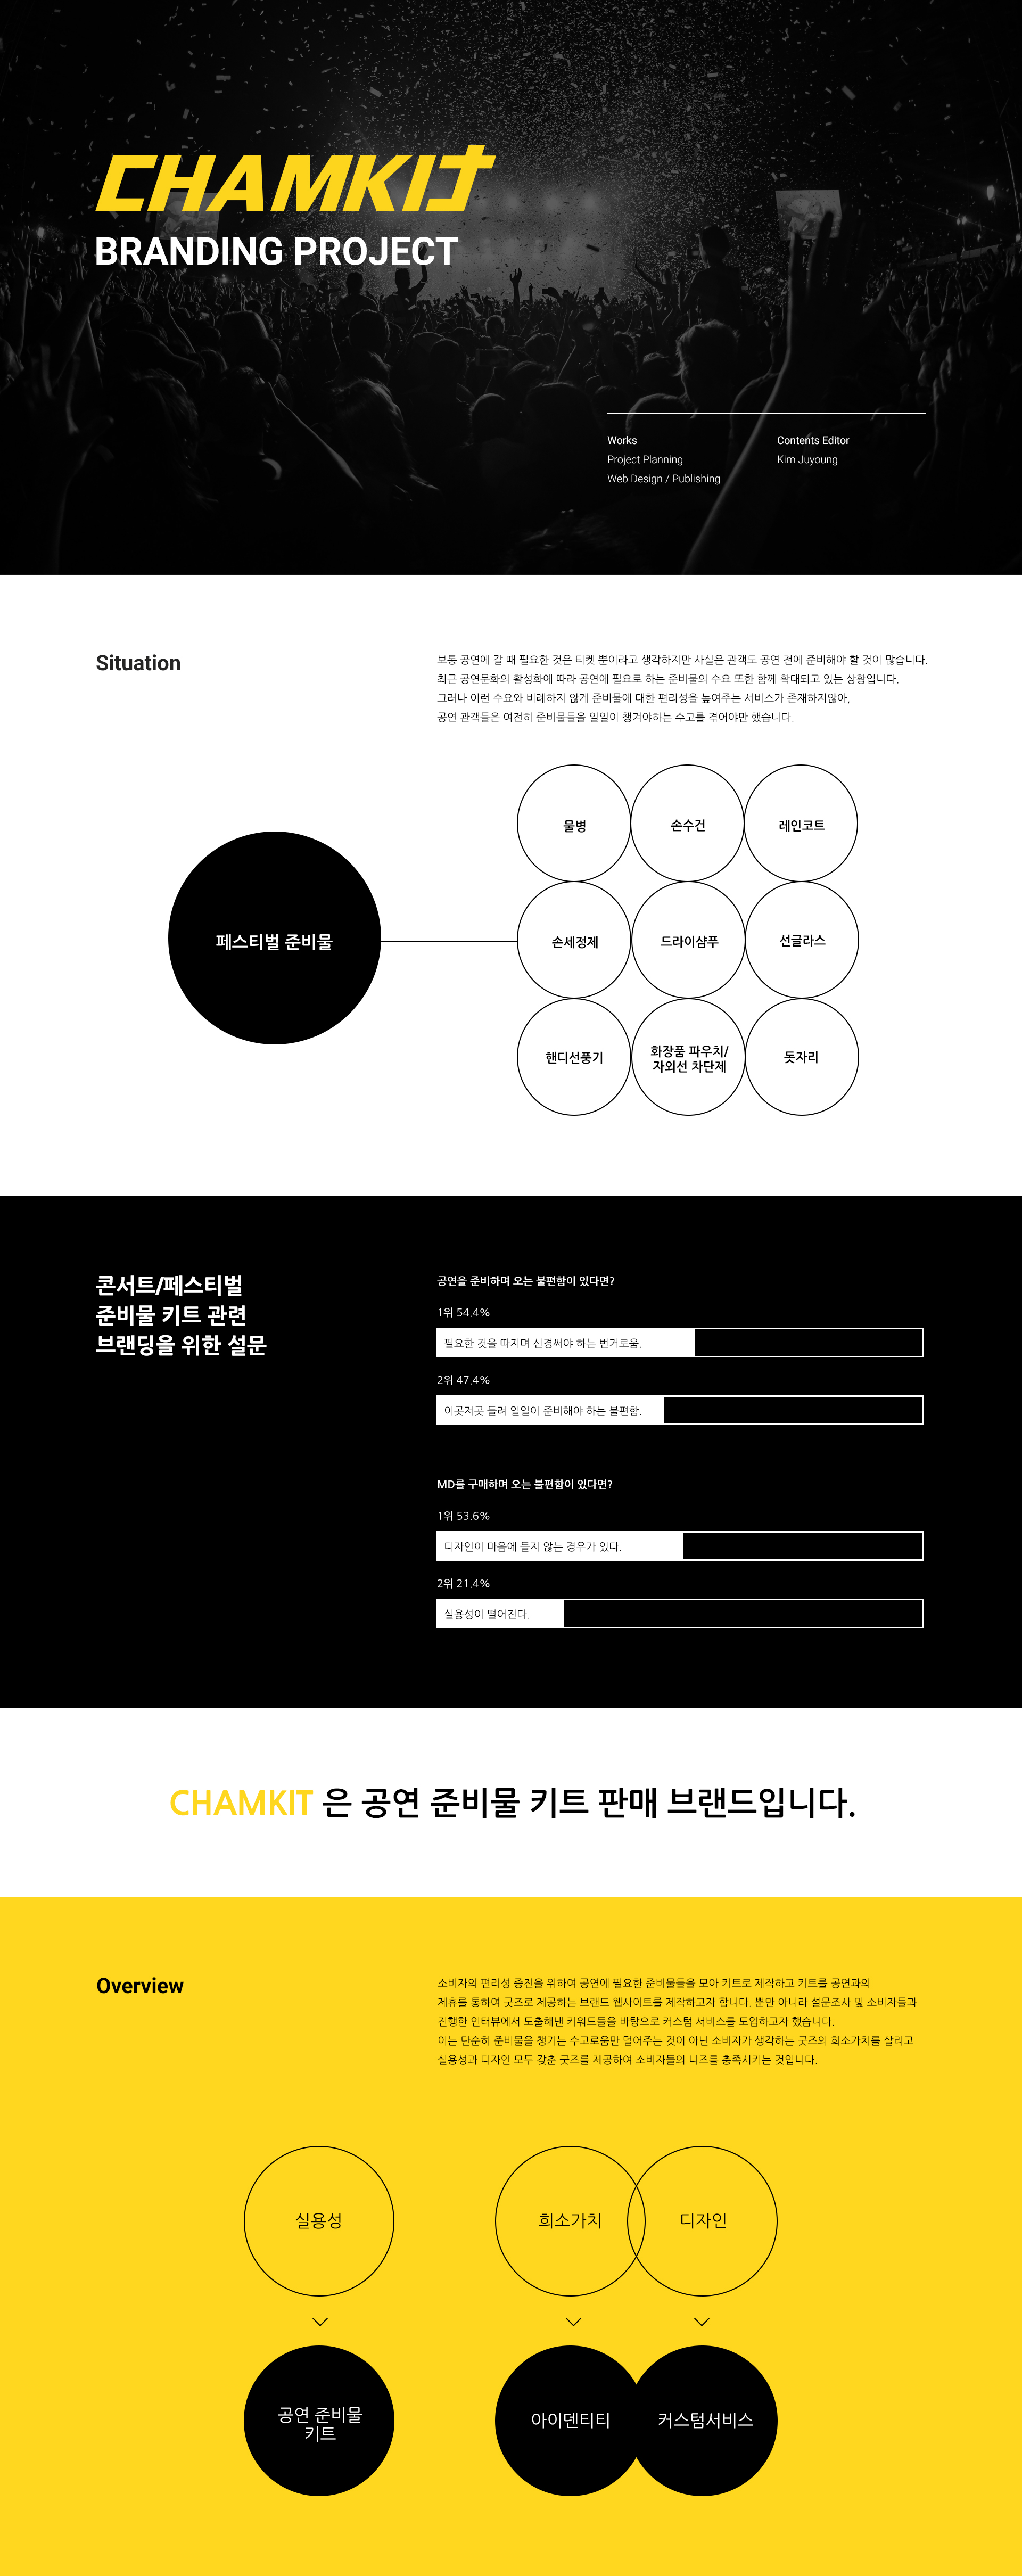 CHAMKIT
BRANDING PROJECT
Works
Project Planning
Web Design / Publishing
Contents Editor
Kim Juyoung
Situation
보통 공연에 갈 때 필요한 것은 티켓 뿐이라고 생각하지만 사실은 관객도 공연 전에 준비해야 할 것이 많습니다.
최근 공연문화의 활성화에 따라 공연에 필요로 하는 준비물의 수요 또한 함께 확대되고 있는 상황입니다.
그러나 이런 수요와 비례하지 않게 준비물에 대한 편리성을 높여주는 서비스가 존재하지않아,
공연 관객들은 여전히 준비물들을 일일이 챙겨야하는 수고를 겪어야만 했습니다.
페스티벌 준비물
물병
손수건
레인코트
손세정제
드라이샴푸
선글라스
핸디선풍기
화장품 파우치/
자외선 차단제
돗자리
콘서트/페스티벌
준비물 키트 관련
브랜딩을 위한 설문
공연을 준비하며 오는 불편함이 있다면?
1위 54.4%
필요한 것을 따지며 신경써야 하는 번거로움.
2위 47.4%
이곳저곳 들려 일일이 준비해야 하는 불편함.
MD를 구매하며 오는 불편함이 있다면?
1위 53.6%
디자인이 마음에 들지 않는 경우가 있다.
2위 21.4%
실용성이 떨어진다.
CHAMKIT 은 공연 준비물 키트 판매 브랜드입니다.
Overview
소비자의 편리성 증진을 위하여 공연에 필요한 준비물들을 모아 키트로 제작하고 키트를 공연과의
제휴를 통하여 굿즈로 제공하는 브랜드 웹사이트를 제작하고자 합니다. 뿐만 아니라 설문조사 및 소비자들과
진행한 인터뷰에서 도출해낸 키워드들을 바탕으로 커스텀 서비스를 도입하고자 했습니다.
이는 단순히 준비물을 챙기는 수고로움만 덜어주는 것이 아닌 소비자가 생각하는 굿즈의 희소가치를 살리고
실용성과 디자인 모두 갖춘 굿즈를 제공하여 소비자들의 니즈를 충족시키는 것입니다.
실용성
희소가치
디자인
공연 준비물
키트
아이덴티티
커스텀서비스